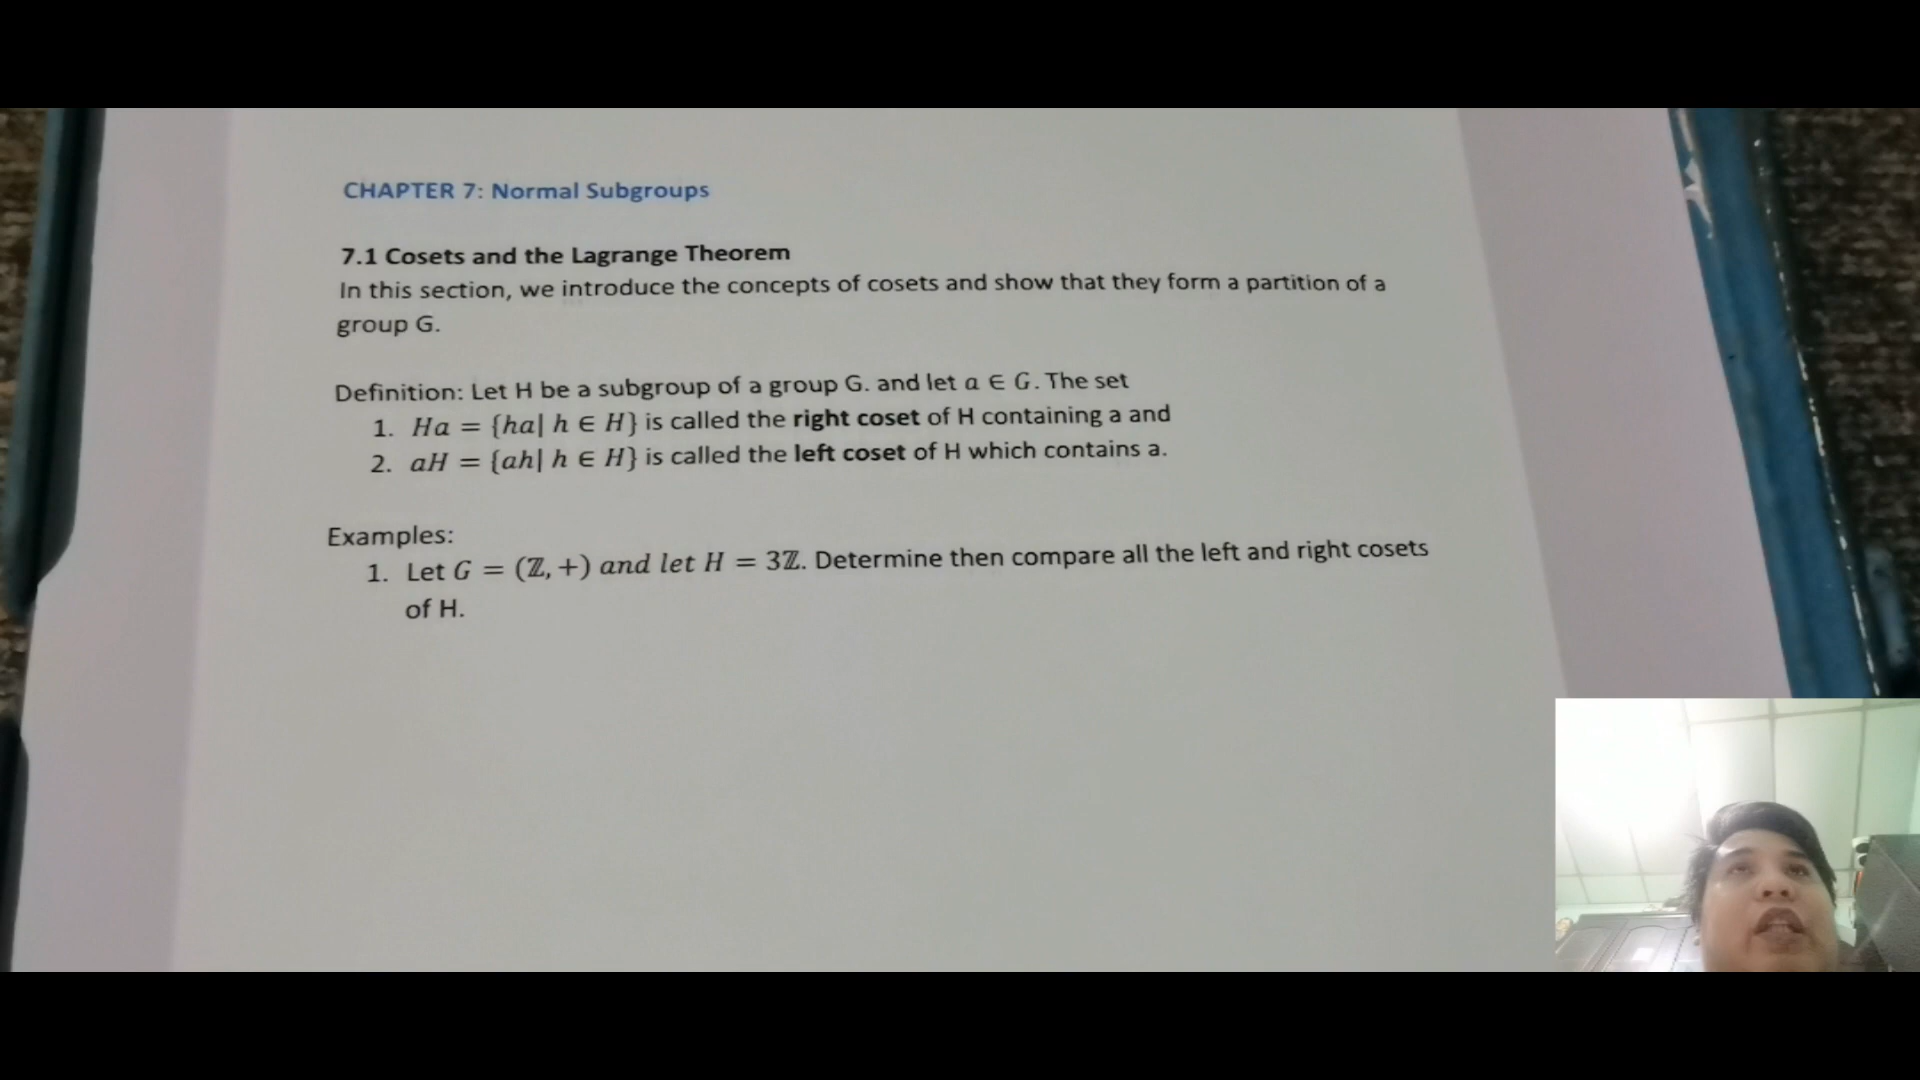 CHAPTER 7: Normal Subgroups
7.1 Cosets and the Lagrange Theorem
In this section, we introduce the concepts of cosets and show that they form a partition of a
group G.
Definition: Let H be a subgroup of a group G. and let a ∈ G. The set
1. Ha = {ha| h ∈ H} is called the right coset of H containing a and
2. aH = {ah| h ∈ H} is called the left coset of H which contains a.
Examples:
1. Let G = (ℤ, +) and let H = 3ℤ. Determine then compare all the left and right cosets
of H.